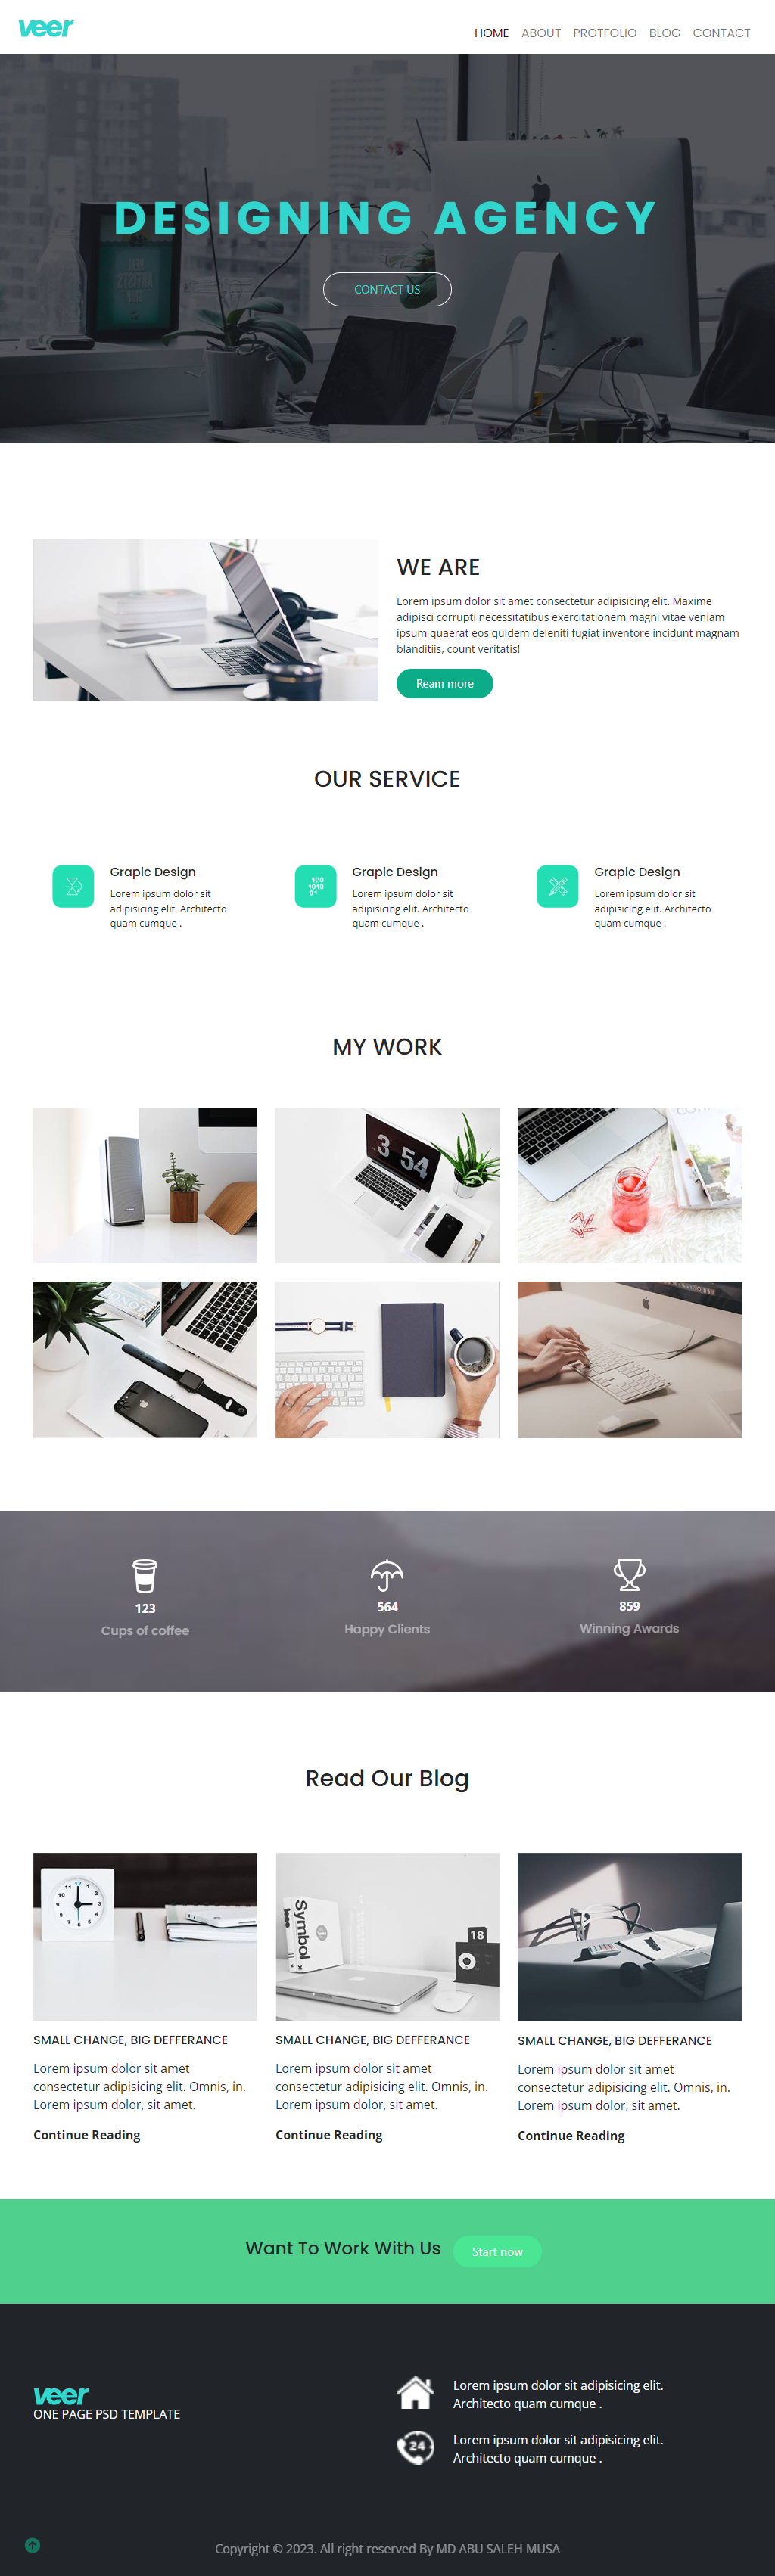 veer
HOME ABOUT PROTFOLIO BLOG CONTACT
DESIGNING AGENCY
CONTACT US
WE ARE
Lorem ipsum dolor sit amet consectetur adipisicing elit. Maxime
adipisci corrupti necessitatibus exercitationem magni vitae veniam
ipsum quaerat eos quidem deleniti fugiat inventore incidunt magnam
blanditiis, count veritatis!
Ream more
OUR SERVICE
Grapic Design
Lorem ipsum dolor sit
adipisicing elit. Architecto
quam cumque .
Grapic Design
Lorem ipsum dolor sit
adipisicing elit. Architecto
quam cumque .
Grapic Design
Lorem ipsum dolor sit
adipisicing elit. Architecto
quam cumque .
MY WORK
3 54
123
Cups of coffee
564
Happy Clients
859
Winning Awards
Read Our Blog
Symbol
18
SMALL CHANGE, BIG DEFFERANCE
Lorem ipsum dolor sit amet
consectetur adipisicing elit. Omnis, in.
Lorem ipsum dolor, sit amet.
Continue Reading
SMALL CHANGE, BIG DEFFERANCE
Lorem ipsum dolor sit amet
consectetur adipisicing elit. Omnis, in.
Lorem ipsum dolor, sit amet.
Continue Reading
SMALL CHANGE, BIG DEFFERANCE
Lorem ipsum dolor sit amet
consectetur adipisicing elit. Omnis, in.
Lorem ipsum dolor, sit amet.
Continue Reading
Want To Work With Us
Start now
veer
ONE PAGE PSD TEMPLATE
Lorem ipsum dolor sit adipisicing elit.
Architecto quam cumque .
24
Lorem ipsum dolor sit adipisicing elit.
Architecto quam cumque .
Copyright © 2023. All right reserved By MD ABU SALEH MUSA